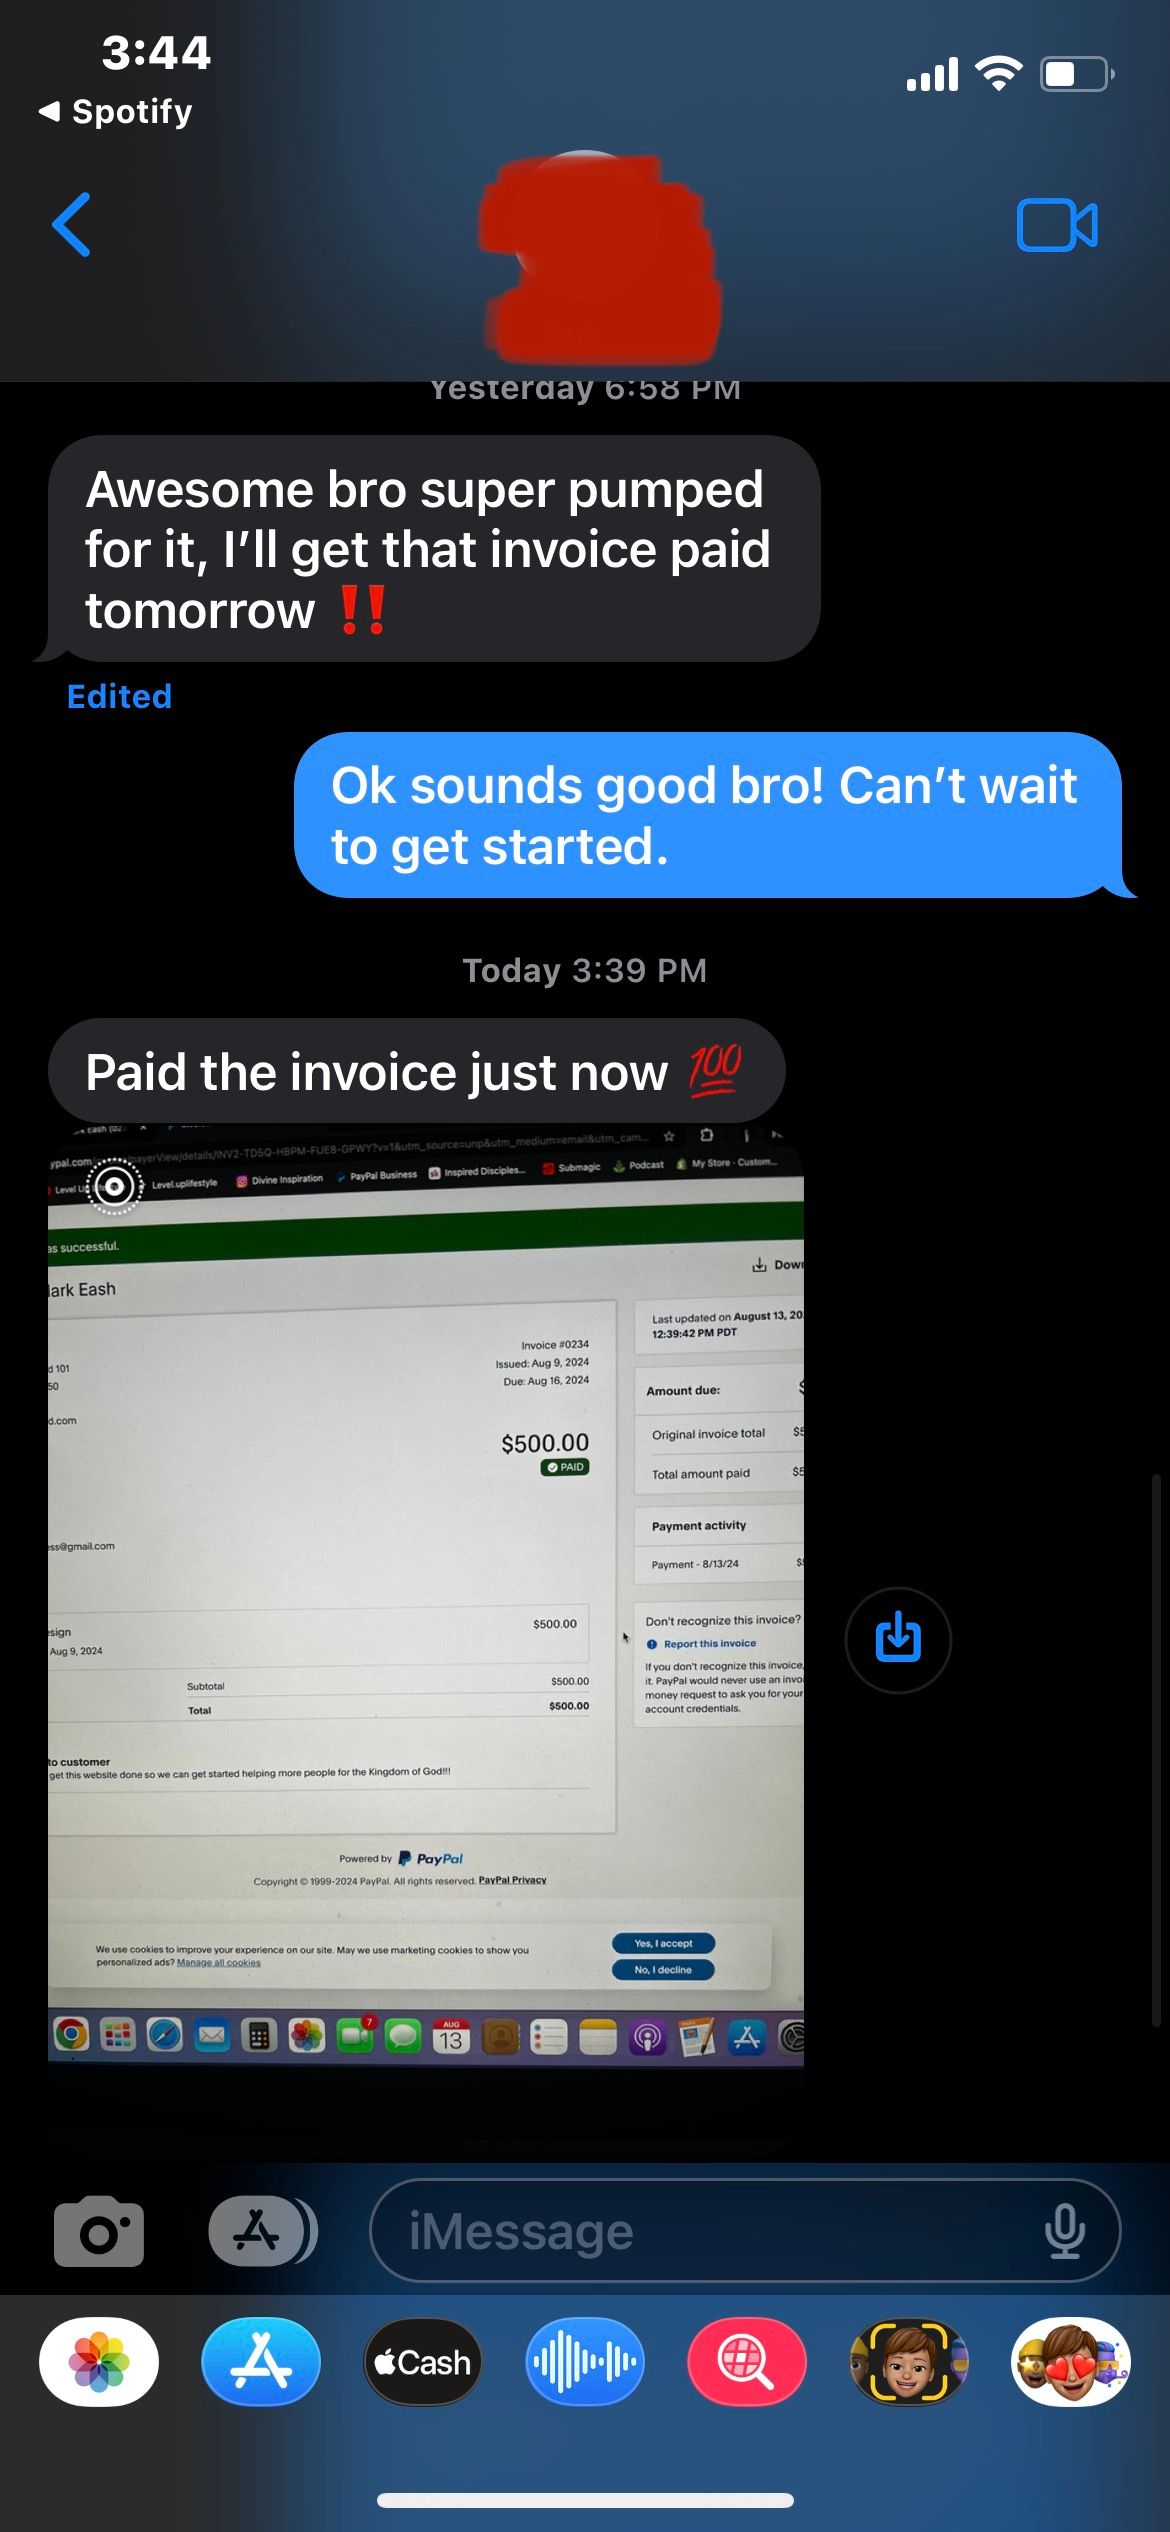 3:44
Spotify
Yesterday 6:58 PM
Awesome bro super pumped
for it, I'll get that invoice paid
tomorrow ‼️
Edited
Ok sounds good bro! Can't wait
to get started.
Today 3:39 PM
Paid the invoice just now 💯
ypal.com payerView/details/INV2-TD5Q-HBPM-FUE8-GPWY?v=1&utm_source=unp&utm_medium=email&utm_cam...
Level.uplifestyle Divine Inspiration PayPal Business Inspired Disciples... Submagic Podcast My Store - Custom...
as successful.
ark Eash
Down
Invoice #0234
Issued: Aug 9, 2024
Due: Aug 16, 2024
d 101
50
d.com
$500.00
PAID
ess@gmail.com
esign
$500.00
Aug 9, 2024
Subtotal $500.00
Total $500.00
to customer
get this website done so we can get started helping more people for the Kingdom of God!!!
Last updated on August 13, 20
12:39:42 PM PDT
Amount due: $
Original invoice total $5
Total amount paid $5
Payment activity
Payment - 8/13/24 $5
Don't recognize this invoice?
Report this invoice
If you don't recognize this invoice,
it. PayPal would never use an invo
money request to ask you for your
account credentials.
Powered by PayPal
Copyright © 1999-2024 PayPal. All rights reserved. PayPal Privacy
We use cookies to improve your experience on our site. May we use marketing cookies to show you
personalized ads? Manage all cookies
Yes, I accept
No, I decline
7
AUG
13
iMessage
Cash